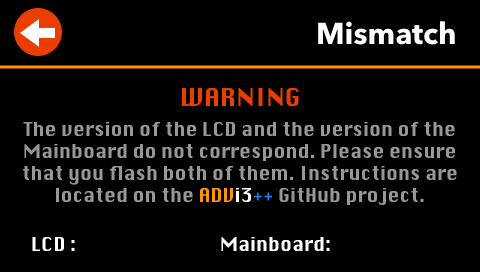 Mismatch
WARNING
The version of the LCD and the version of the
Mainboard do not correspond. Please ensure
that you flash both of them. Instructions are
located on the ADVi3++ GitHub project.
LCD: Mainboard: